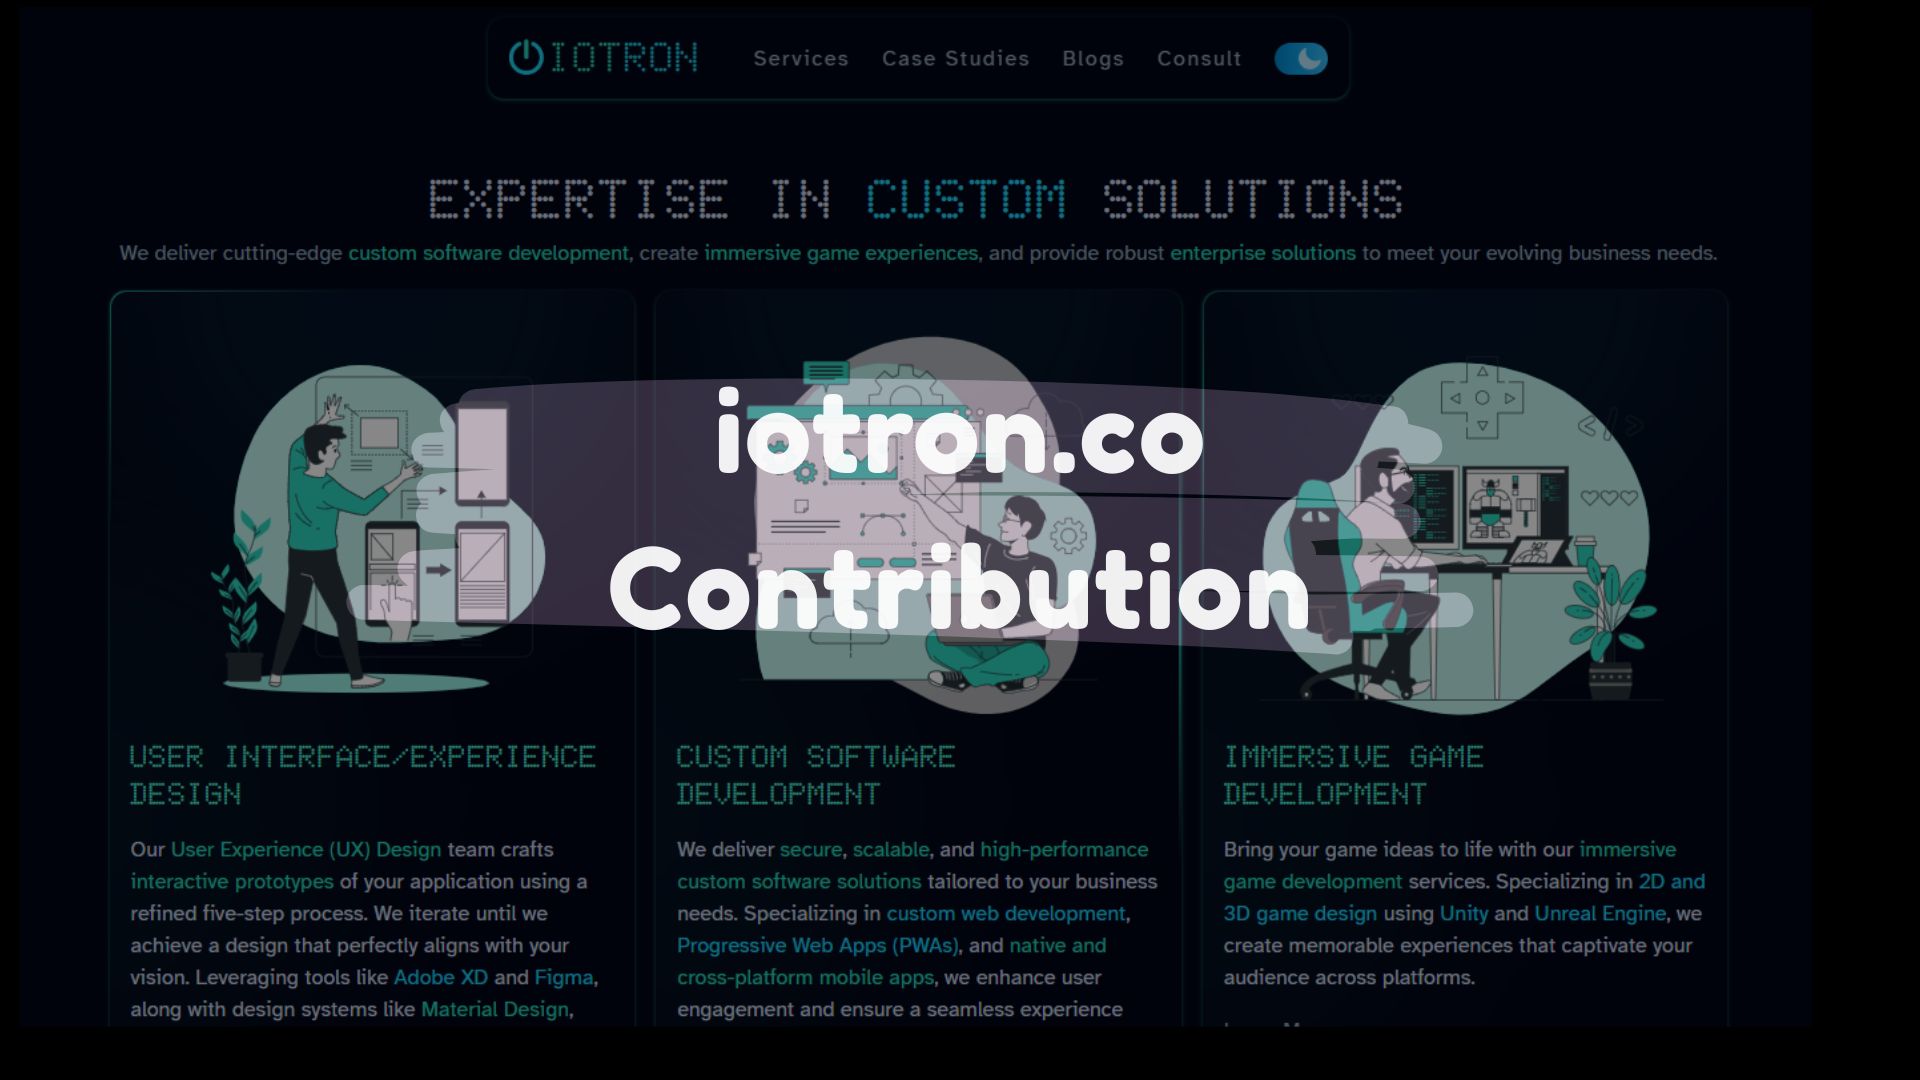 IOTRON
Services
Case Studies
Blogs
Consult
EXPERTISE IN CUSTOM SOLUTIONS
We deliver cutting-edge custom software development, create immersive game experiences, and provide robust enterprise solutions to meet your evolving business needs.
iotron.co
Contribution
USER INTERFACE/EXPERIENCE
DESIGN
Our User Experience (UX) Design team crafts
interactive prototypes of your application using a
refined five-step process. We iterate until we
achieve a design that perfectly aligns with your
vision. Leveraging tools like Adobe XD and Figma,
along with design systems like Material Design,
CUSTOM SOFTWARE
DEVELOPMENT
We deliver secure, scalable, and high-performance
custom software solutions tailored to your business
needs. Specializing in custom web development,
Progressive Web Apps (PWAs), and native and
cross-platform mobile apps, we enhance user
engagement and ensure a seamless experience
IMMERSIVE GAME
DEVELOPMENT
Bring your game ideas to life with our immersive
game development services. Specializing in 2D and
3D game design using Unity and Unreal Engine, we
create memorable experiences that captivate your
audience across platforms.